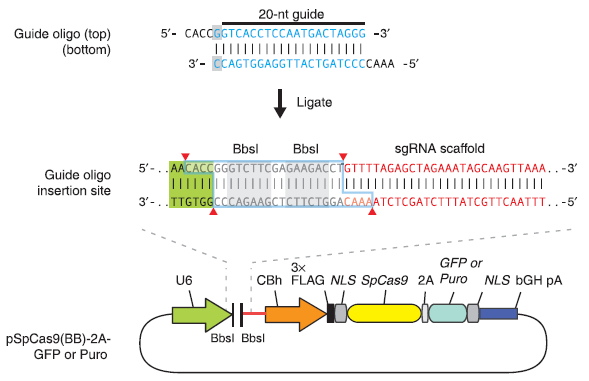 20-nt guide
Guide oligo (top) 5′- CACCGGTCACCTCCAATGACTAGGG -3′
(bottom) 3′- CCAGTGGAGGTTACTGATCCCCAAA -5′
Ligate
BbsI BbsI sgRNA scaffold
Guide oligo insertion site
5′-..AACACCGGGTCTTCGAGAAGACCTGTTTTAGAGCTAGAAATAGCAAGTTAAA..-3′
3′-..TTGTGGCCCAGAAGCTCTTCTGGACAAAATCTCGATCTTTATCGTTCAATTT..-5′
U6 CBh 3× FLAG NLS SpCas9 2A GFP or Puro NLS bGH pA
BbsI BbsI
pSpCas9(BB)-2A-
GFP or Puro